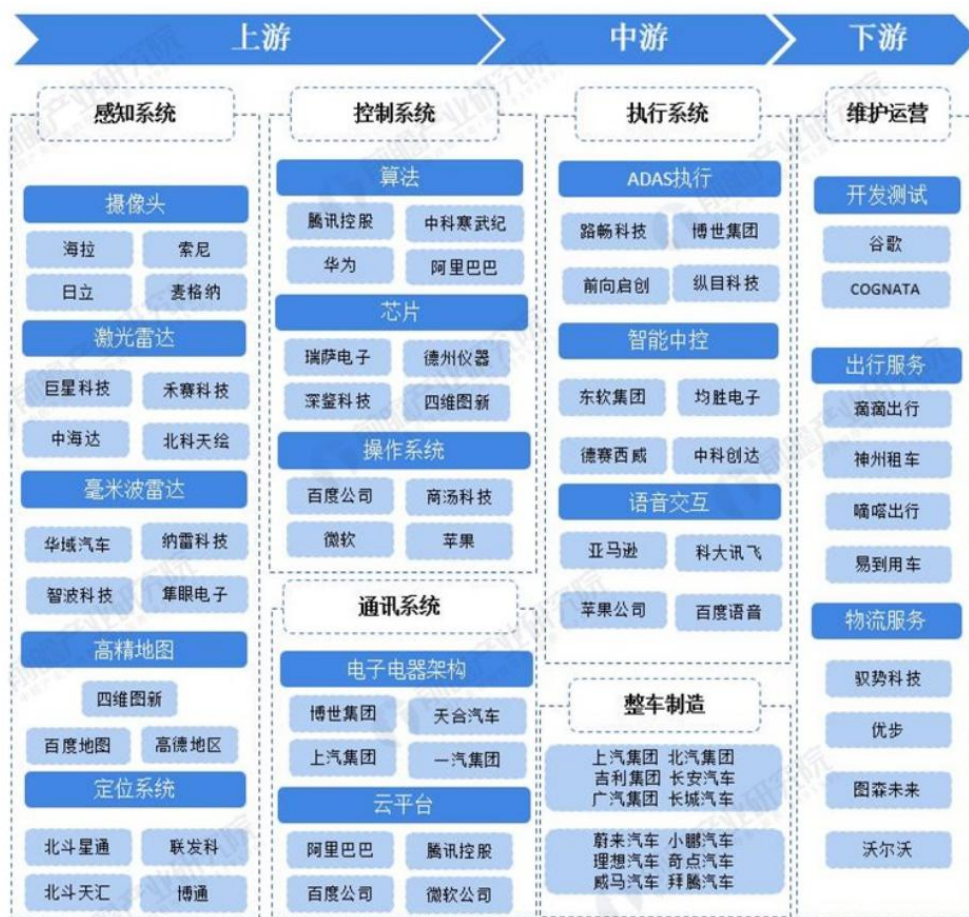 上游
中游
下游
感知系统
摄像头
海拉 索尼
日立 麦格纳
激光雷达
巨星科技 禾赛科技
中海达 北科天绘
毫米波雷达
华域汽车 纳雷科技
智波科技 隼眼电子
高精地图
四维图新
百度地图 高德地区
定位系统
北斗星通 联发科
北斗天汇 博通
控制系统
算法
腾讯控股 中科寒武纪
华为 阿里巴巴
芯片
瑞萨电子 德州仪器
深鉴科技 四维图新
操作系统
百度公司 商汤科技
微软 苹果
通讯系统
电子电器架构
博世集团 天合汽车
上汽集团 一汽集团
云平台
阿里巴巴 腾讯控股
百度公司 微软公司
执行系统
ADAS执行
路畅科技 博世集团
前向启创 纵目科技
智能中控
东软集团 均胜电子
德赛西威 中科创达
语音交互
亚马逊 科大讯飞
苹果公司 百度语音
整车制造
上汽集团 北汽集团
吉利集团 长安汽车
广汽集团 长城汽车
蔚来汽车 小鹏汽车
理想汽车 奇点汽车
威马汽车 拜腾汽车
维护运营
开发测试
谷歌
COGNATA
出行服务
滴滴出行
神州租车
嘀嗒出行
易到用车
物流服务
驭势科技
优步
图森未来
沃尔沃
前瞻产业研究院